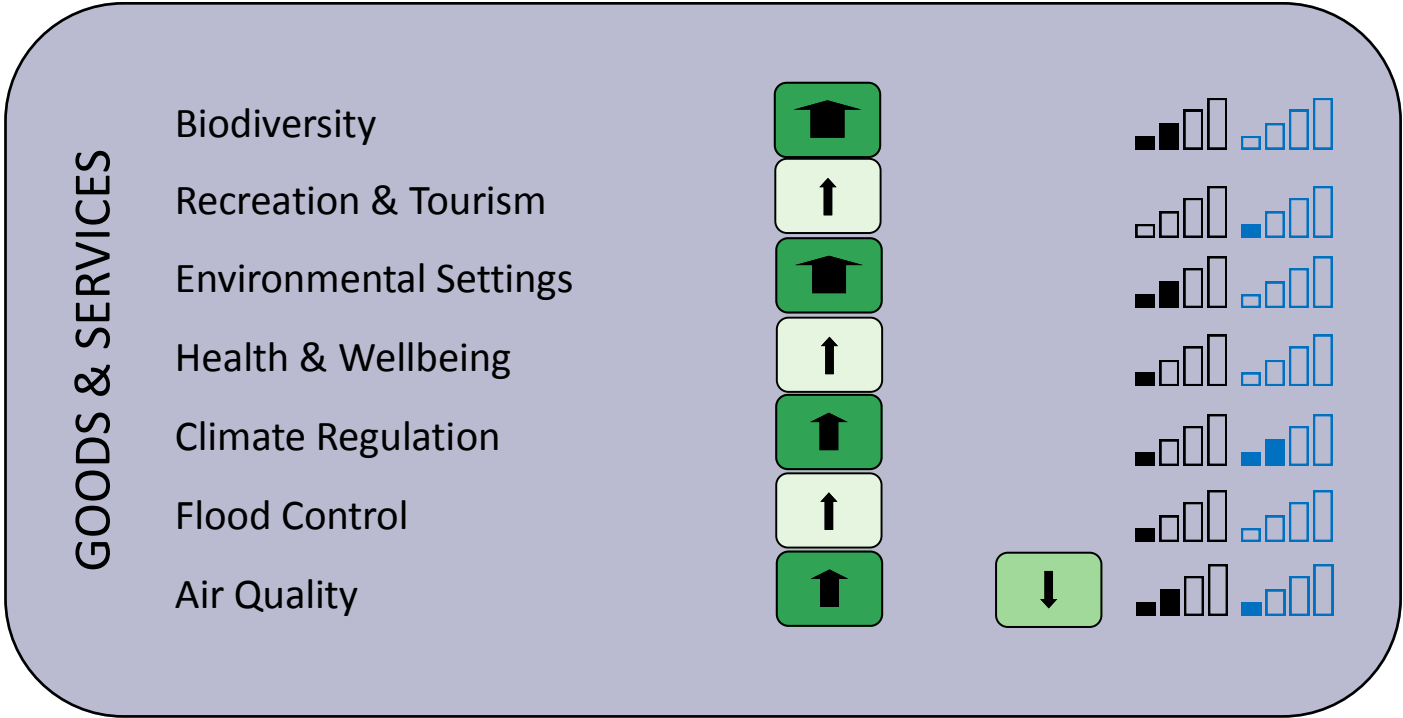 GOODS & SERVICES
Biodiversity
Recreation & Tourism
Environmental Settings
Health & Wellbeing
Climate Regulation
Flood Control
Air Quality